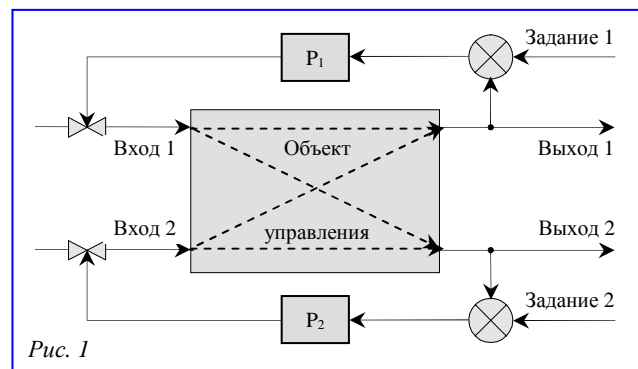 Задание 1
P₁
Вход 1
Объект
Выход 1
Вход 2
управления
Выход 2
P₂
Задание 2
Рис. 1